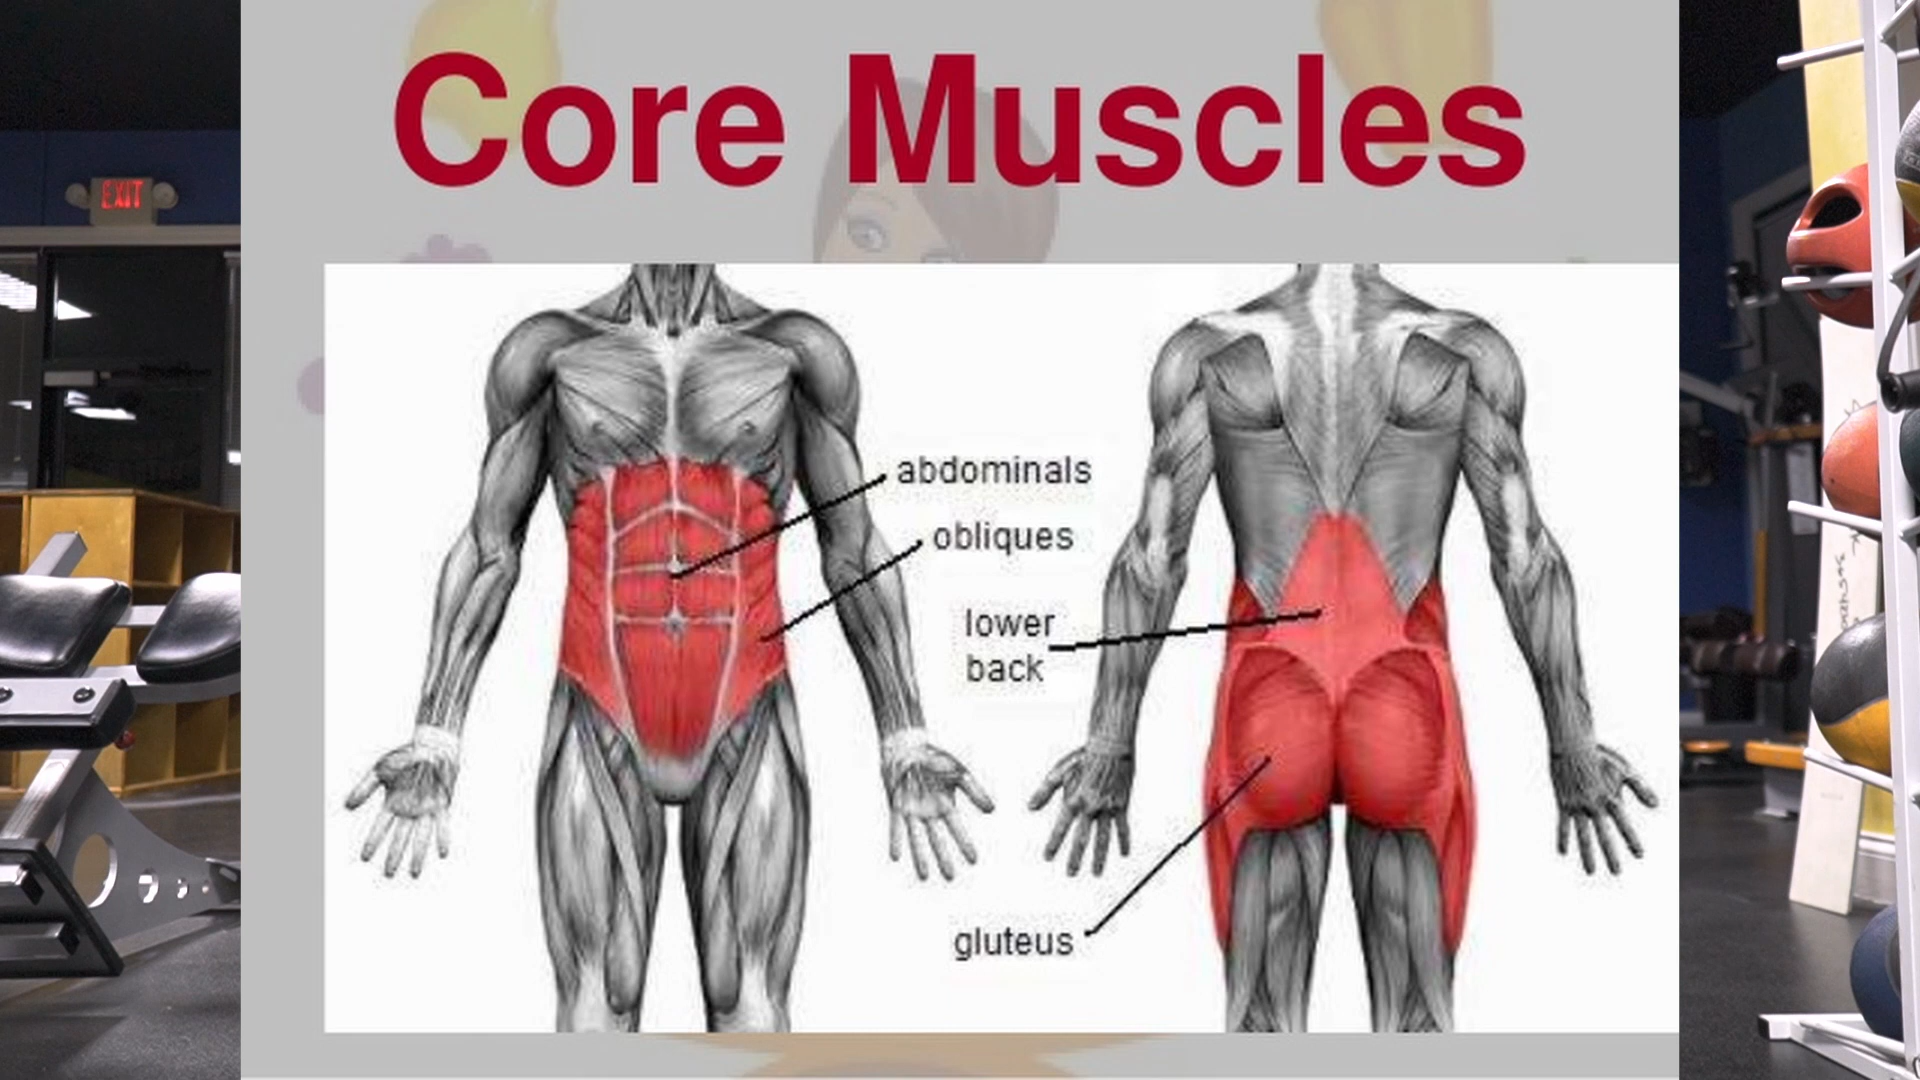 Core Muscles
EXIT
abdominals
obliques
lower
back
gluteus